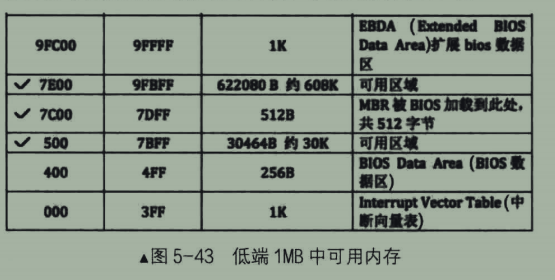 9FC00 9FFFF 1K EBDA (Extended BIOS
Data Area)扩展 bios 数据
区
✓ 7E00 9FBFF 622080 B 约 608K 可用区域
✓ 7C00 7DFF 512B MBR 被 BIOS 加载到此处，
共 512 字节
✓ 500 7BFF 30464B 约 30K 可用区域
400 4FF 256B BIOS Data Area (BIOS 数
据区)
000 3FF 1K Interrupt Vector Table (中
断向量表)
▲图 5-43 低端 1MB 中可用内存